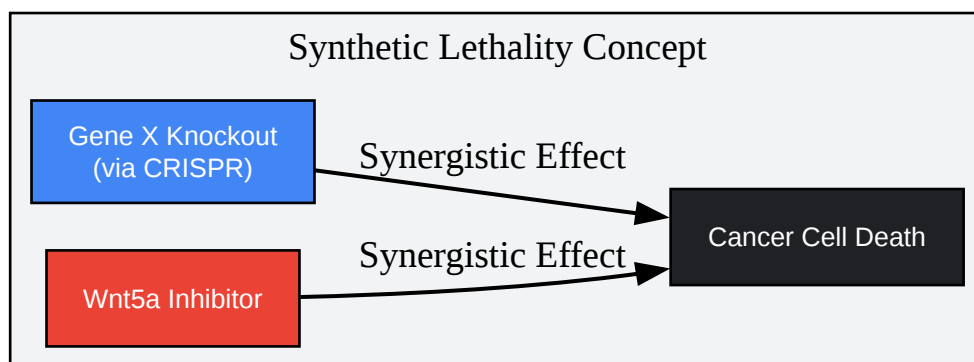 Synthetic Lethality Concept
Gene X Knockout
(via CRISPR)
Synergistic Effect
Cancer Cell Death
Synergistic Effect
Wnt5a Inhibitor